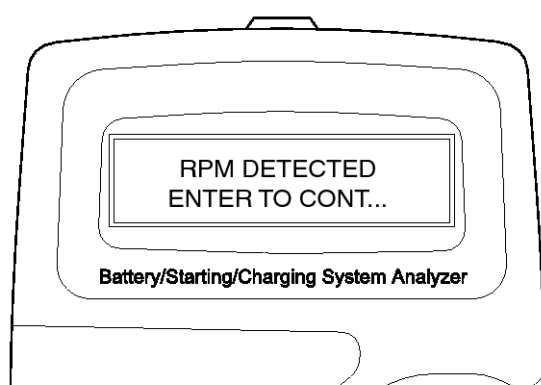 RPM DETECTED
ENTER TO CONT...
Battery/Starting/Charging System Analyzer